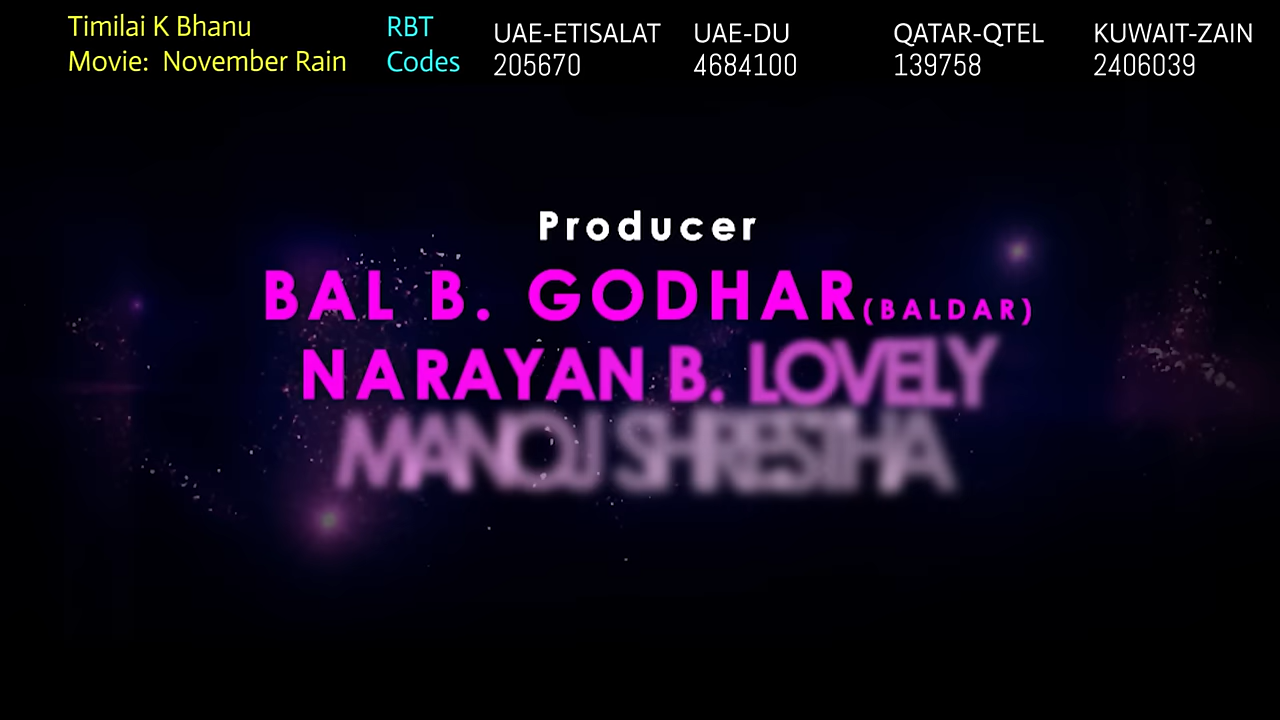 Timilai K Bhanu
Movie: November Rain
RBT
Codes
UAE-ETISALAT
205670
UAE-DU
4684100
QATAR-QTEL
139758
KUWAIT-ZAIN
2406039
Producer
BAL B. GODHAR (BALDAR)
NARAYAN B. LOVELY
MANOJ SHRESTHA